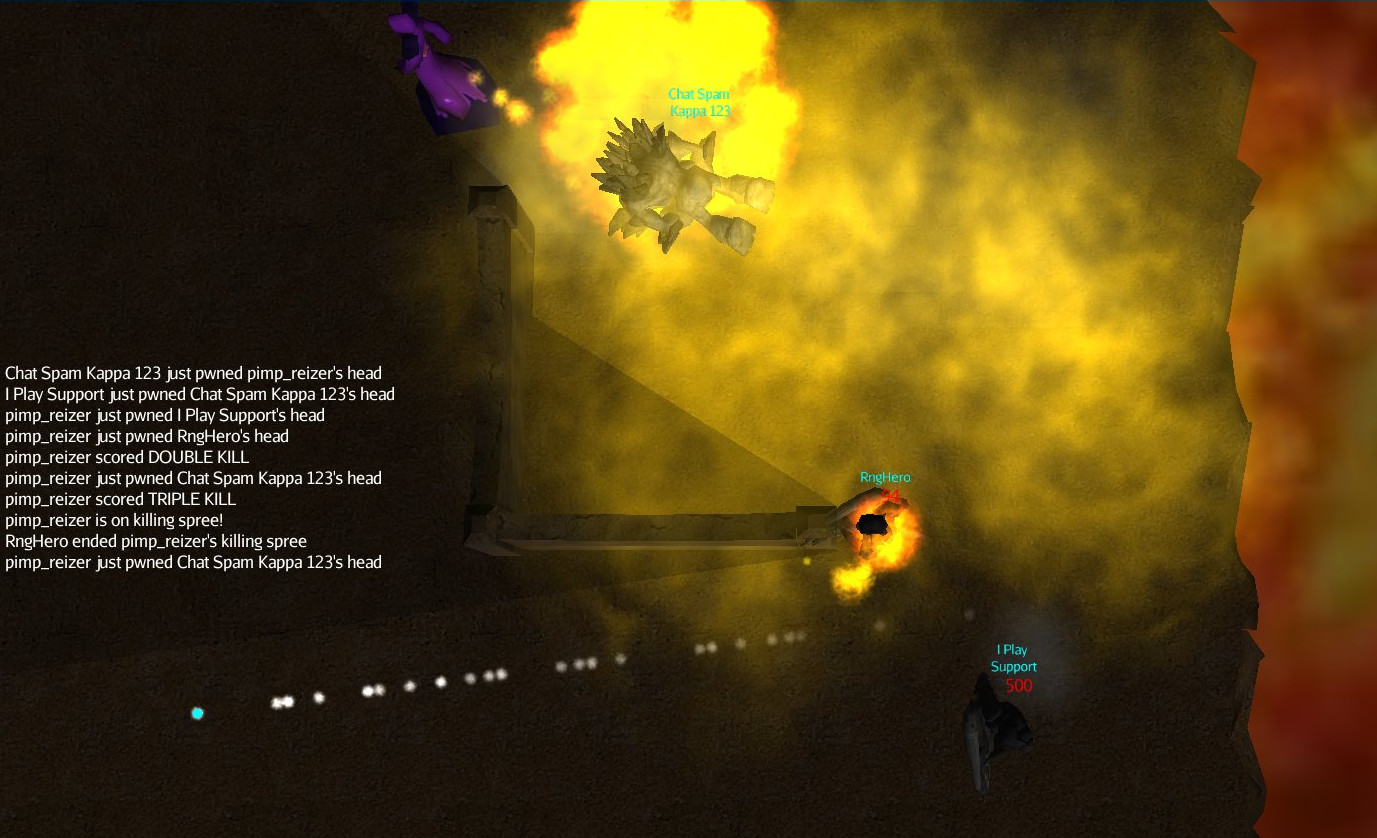 Chat Spam
Kappa 123
Chat Spam Kappa 123 just pwned pimp_reizer's head
I Play Support just pwned Chat Spam Kappa 123's head
pimp_reizer just pwned I Play Support's head
pimp_reizer just pwned RngHero's head
pimp_reizer scored DOUBLE KILL
pimp_reizer just pwned Chat Spam Kappa 123's head
pimp_reizer scored TRIPLE KILL
pimp_reizer is on killing spree!
RngHero ended pimp_reizer's killing spree
pimp_reizer just pwned Chat Spam Kappa 123's head
RngHero
I Play
Support
500